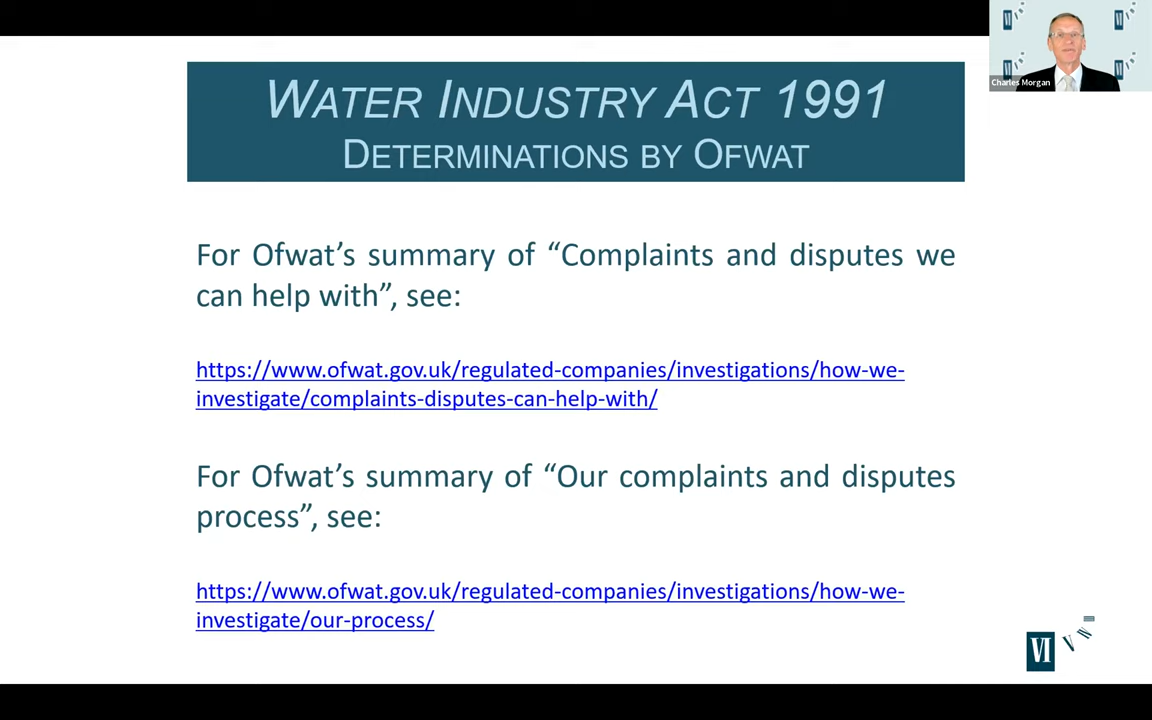 WATER INDUSTRY ACT 1991
DETERMINATIONS BY OFWAT
Charles Morgan
For Ofwat's summary of “Complaints and disputes we
can help with”, see:
https://www.ofwat.gov.uk/regulated-companies/investigations/how-we-
investigate/complaints-disputes-can-help-with/
For Ofwat's summary of “Our complaints and disputes
process”, see:
https://www.ofwat.gov.uk/regulated-companies/investigations/how-we-
investigate/our-process/
VI